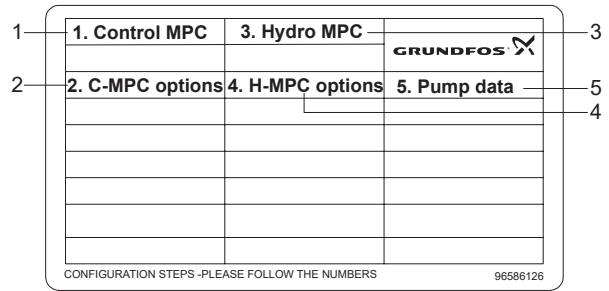 1 1. Control MPC 3. Hydro MPC 3
GRUNDFOS
2 2. C-MPC options 4. H-MPC options 5. Pump data 5
4
CONFIGURATION STEPS -PLEASE FOLLOW THE NUMBERS 96586126